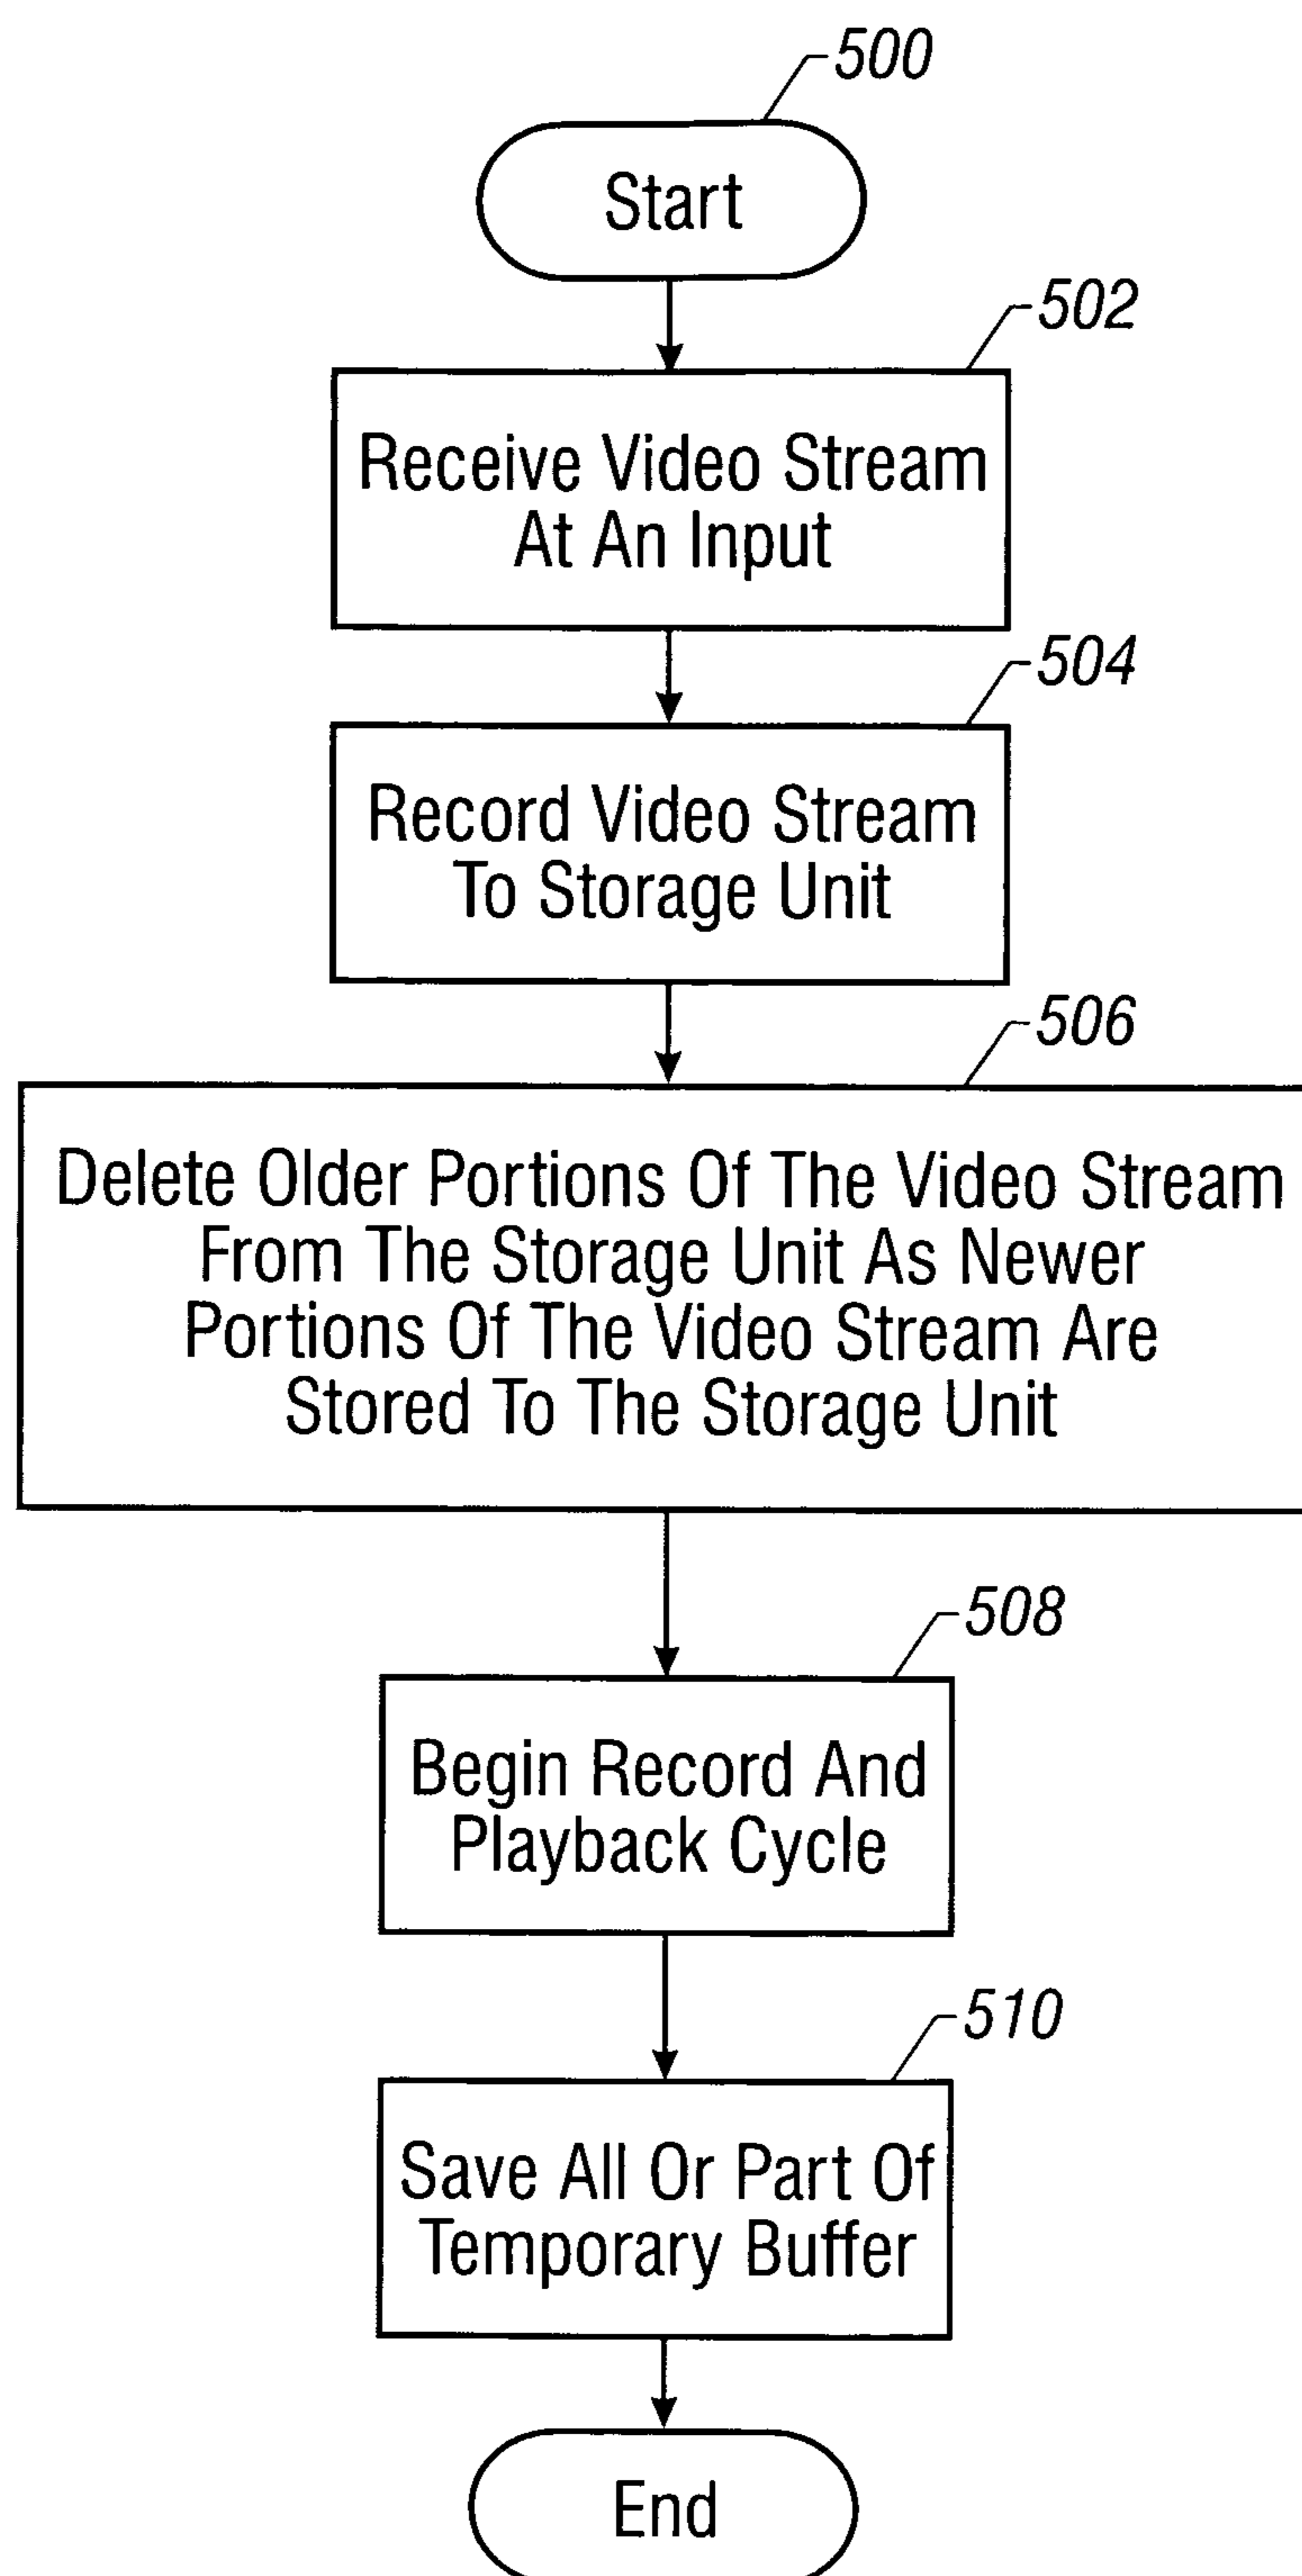 500
Start
502
Receive Video Stream
At An Input
504
Record Video Stream
To Storage Unit
506
Delete Older Portions Of The Video Stream
From The Storage Unit As Newer
Portions Of The Video Stream Are
Stored To The Storage Unit
508
Begin Record And
Playback Cycle
510
Save All Or Part Of
Temporary Buffer
End